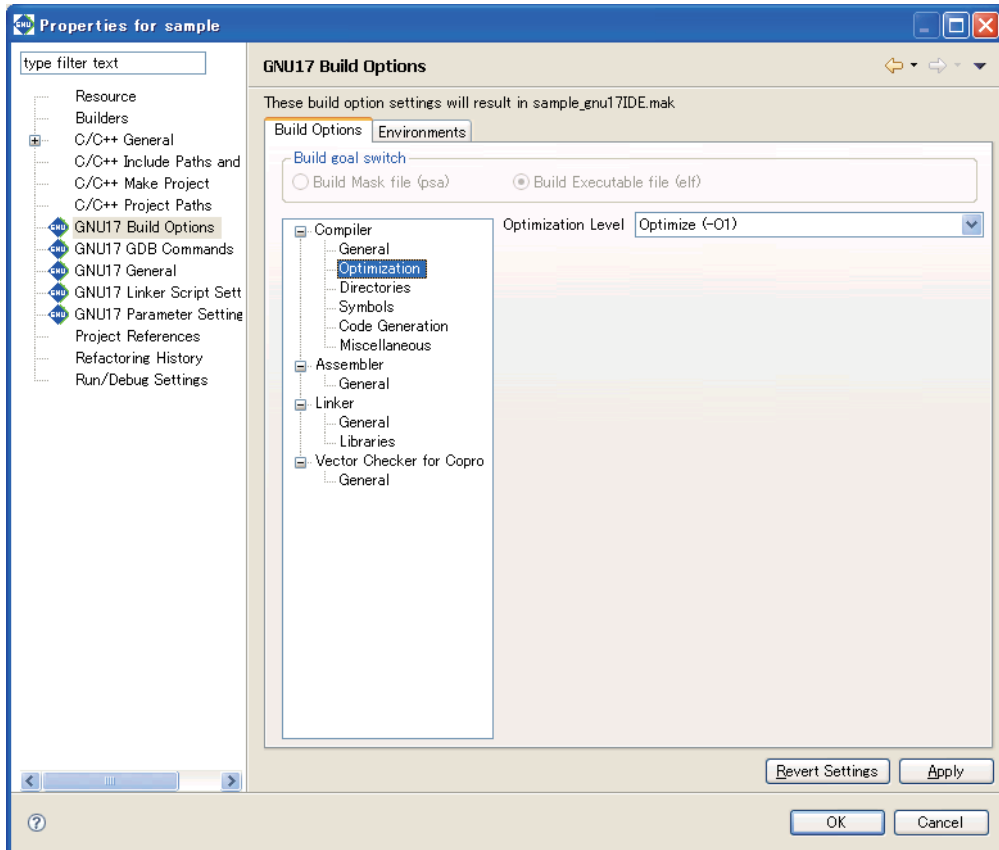 Properties for sample
type filter text
Resource
Builders
C/C++ General
C/C++ Include Paths and
C/C++ Make Project
C/C++ Project Paths
GNU17 Build Options
GNU17 GDB Commands
GNU17 General
GNU17 Linker Script Sett
GNU17 Parameter Setting
Project References
Refactoring History
Run/Debug Settings
GNU17 Build Options
These build option settings will result in sample_gnu17IDE.mak
Build Options
Environments
Build goal switch
Build Mask file (psa)
Build Executable file (elf)
Compiler
General
Optimization
Directories
Symbols
Code Generation
Miscellaneous
Assembler
General
Linker
General
Libraries
Vector Checker for Copro
General
Optimization Level
Optimize (-O1)
Revert Settings
Apply
OK
Cancel